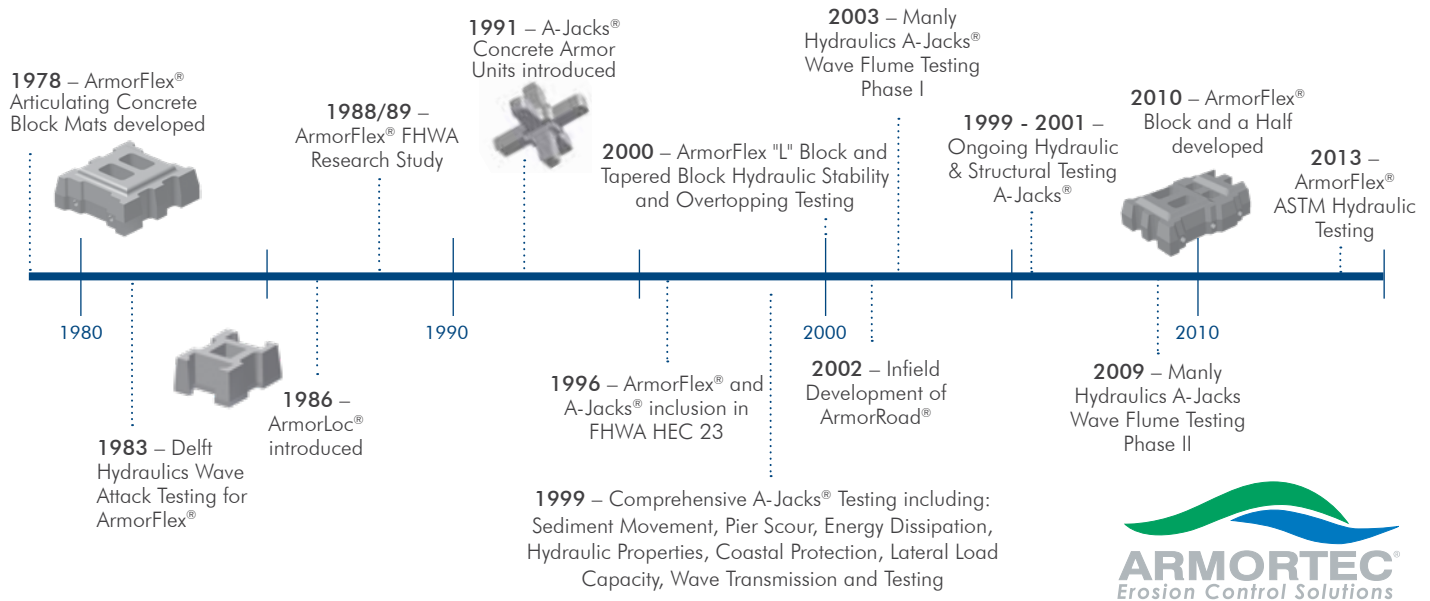 1978 – ArmorFlex®
Articulating Concrete
Block Mats developed
1988/89 –
ArmorFlex® FHWA
Research Study
1991 – A-Jacks®
Concrete Armor
Units introduced
2000 – ArmorFlex "L" Block and
Tapered Block Hydraulic Stability
and Overtopping Testing
2003 – Manly
Hydraulics A-Jacks®
Wave Flume Testing
Phase I
1999 - 2001 –
Ongoing Hydraulic
& Structural Testing
A-Jacks®
2010 – ArmorFlex®
Block and a Half
developed
2013 –
ArmorFlex®
ASTM Hydraulic
Testing
1980
1990
2000
2010
1983 – Delft
Hydraulics Wave
Attack Testing for
ArmorFlex®
1986 –
ArmorLoc®
introduced
1996 – ArmorFlex® and
A-Jacks® inclusion in
FHWA HEC 23
1999 – Comprehensive A-Jacks® Testing including:
Sediment Movement, Pier Scour, Energy Dissipation,
Hydraulic Properties, Coastal Protection, Lateral Load
Capacity, Wave Transmission and Testing
2002 – Infield
Development of
ArmorRoad®
2009 – Manly
Hydraulics A-Jacks
Wave Flume Testing
Phase II
ARMORTEC®
Erosion Control Solutions